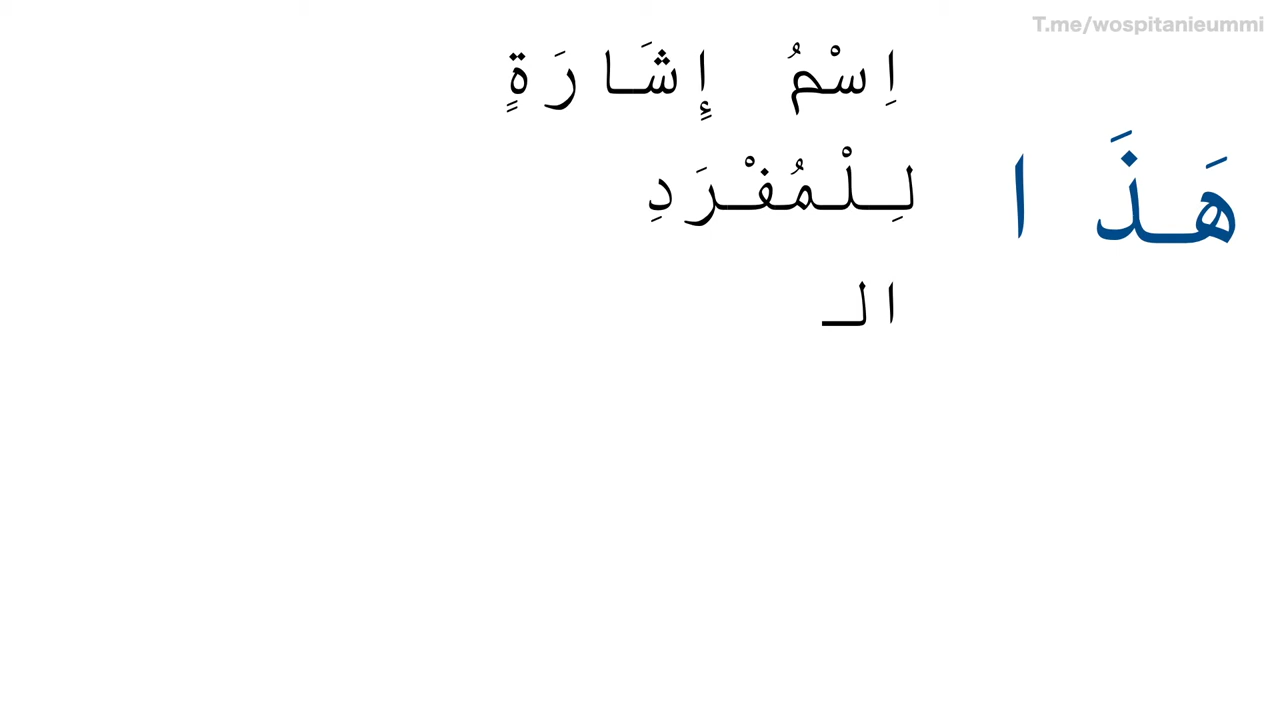 T.me/wospitanieummi
اِسْمُ إِشَارَةٍ
هَذَا
لِلْمُفْرَدِ
الـ